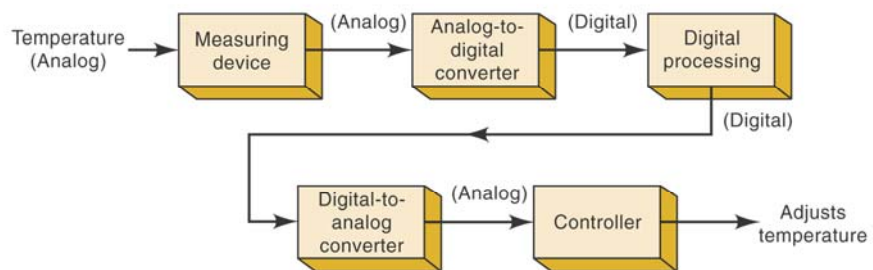 Temperature
(Analog)
Measuring
device
(Analog)
Analog-to-
digital
converter
(Digital)
Digital
processing
(Digital)
Digital-to-
analog
converter
(Analog)
Controller
Adjusts
temperature